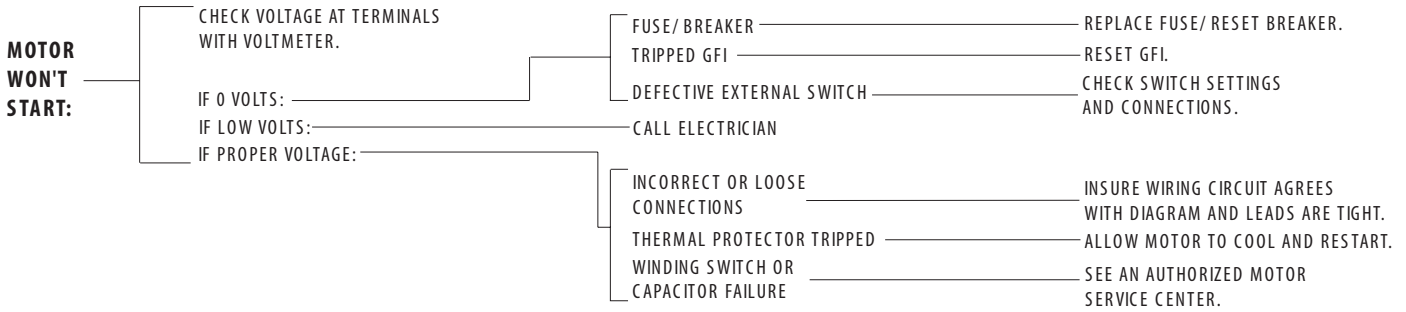 MOTOR
WON'T
START:
CHECK VOLTAGE AT TERMINALS
WITH VOLTMETER.
IF 0 VOLTS:
FUSE/ BREAKER
REPLACE FUSE/ RESET BREAKER.
TRIPPED GFI
RESET GFI.
DEFECTIVE EXTERNAL SWITCH
CHECK SWITCH SETTINGS
AND CONNECTIONS.
IF LOW VOLTS:
CALL ELECTRICIAN
IF PROPER VOLTAGE:
INCORRECT OR LOOSE
CONNECTIONS
INSURE WIRING CIRCUIT AGREES
WITH DIAGRAM AND LEADS ARE TIGHT.
THERMAL PROTECTOR TRIPPED
ALLOW MOTOR TO COOL AND RESTART.
WINDING SWITCH OR
CAPACITOR FAILURE
SEE AN AUTHORIZED MOTOR
SERVICE CENTER.